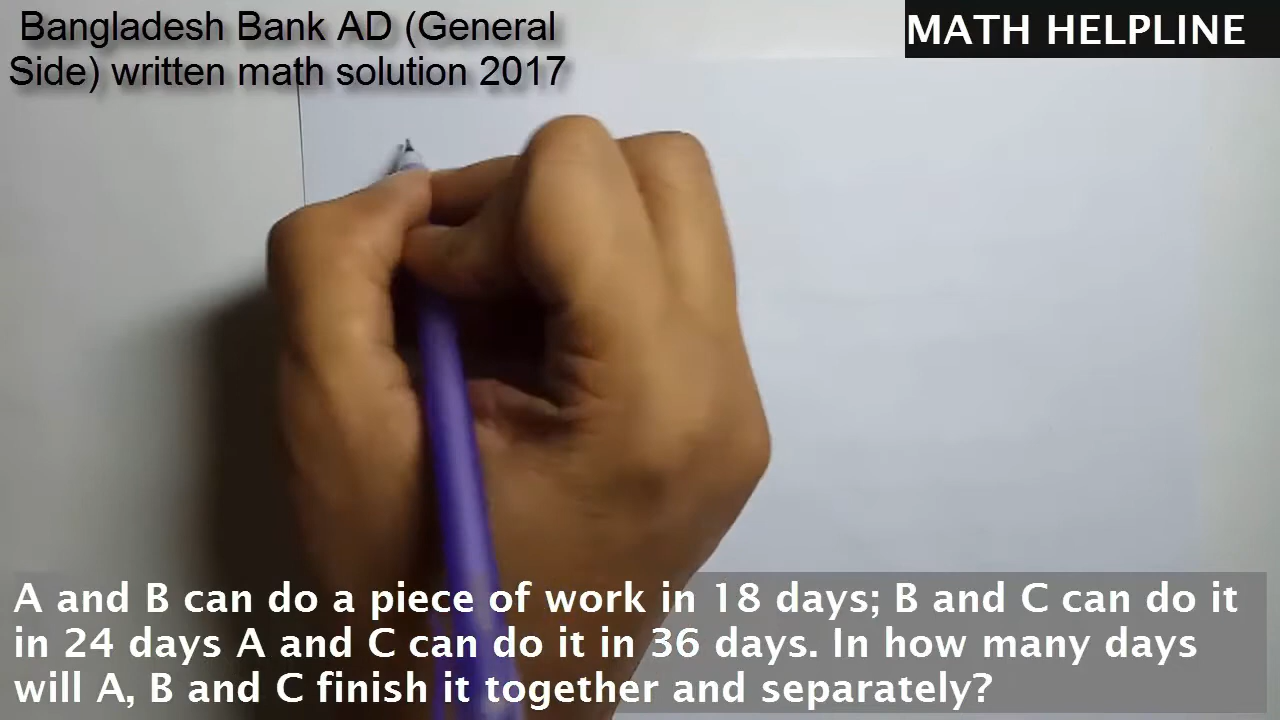 Bangladesh Bank AD (General
Side) written math solution 2017
MATH HELPLINE
A and B can do a piece of work in 18 days; B and C can do it
in 24 days A and C can do it in 36 days. In how many days
will A, B and C finish it together and separately?